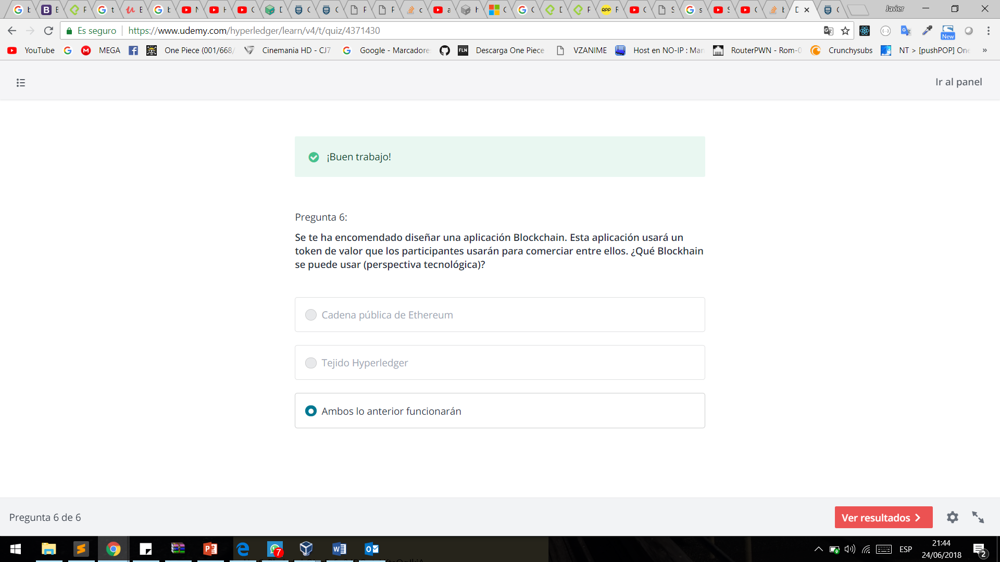 Javier
Es seguro
https://www.udemy.com/hyperledger/learn/v4/t/quiz/4371430
New
YouTube
MEGA
One Piece (001/668/
Cinemania HD - CJ7
Google - Marcadore
FLN
Descarga One Piece
VZANIME
Host en NO-IP : Man
RouterPWN - Rom-0
Crunchysubs
NT > [pushPOP] One
»
Ir al panel
¡Buen trabajo!
Pregunta 6:
Se te ha encomendado diseñar una aplicación Blockchain. Esta aplicación usará un
token de valor que los participantes usarán para comerciar entre ellos. ¿Qué Blockhain
se puede usar (perspectiva tecnológica)?
Cadena pública de Ethereum
Tejido Hyperledger
Ambos lo anterior funcionarán
Pregunta 6 de 6
Ver resultados
7
ESP
21:44
24/06/2018
2